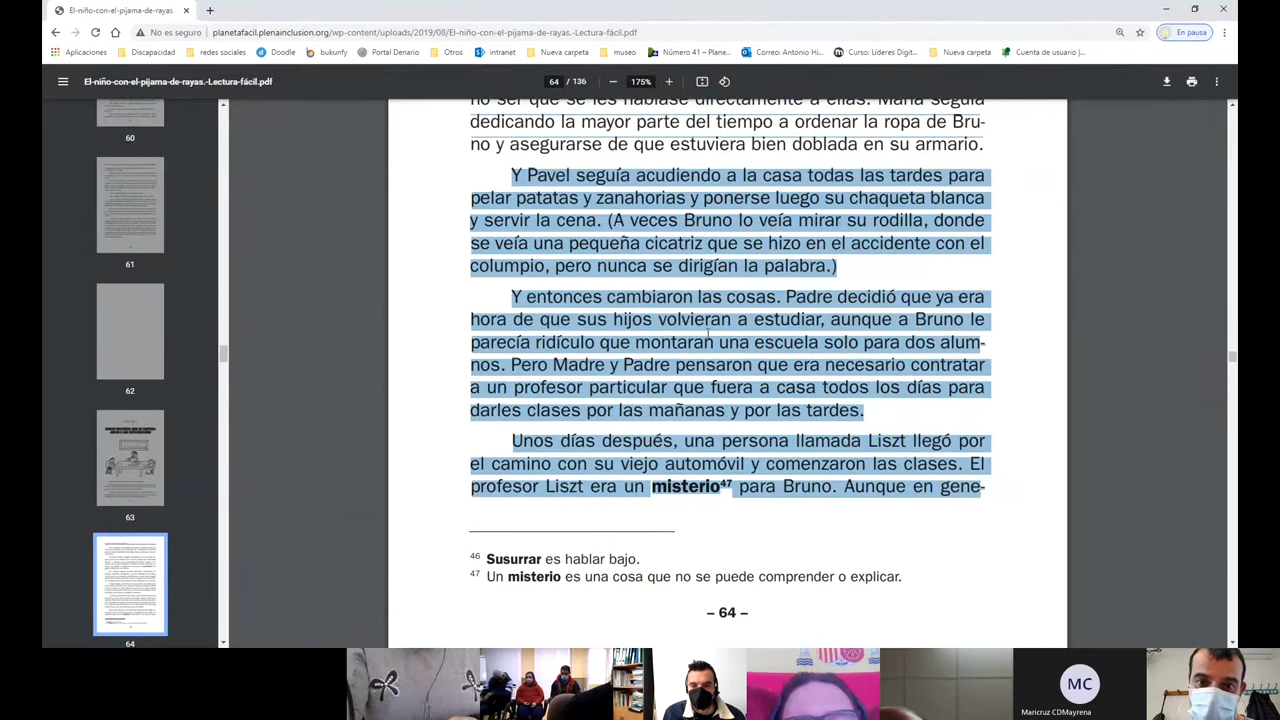 El-niño-con-el-pijama-de-rayas.
No es seguro | planetafacil.plenainclusion.org/wp-content/uploads/2019/08/El-niño-con-el-pijama-de-rayas.-Lectura-fácil.pdf
En pausa
Aplicaciones Discapacidad redes sociales Doodle bukunfy Portal Denario Otros intranet Nueva carpeta museo Número 41 – Plane... Correo: Antonio Hi... Curso: Líderes Digit... Nueva carpeta Cuenta de usuario|...
El-niño-con-el-pijama-de-rayas.-Lectura-fácil.pdf
64 / 136
175%
60
61
62
63
64
no ser que se les hablase directamente a ellas. María seguía
dedicando la mayor parte del tiempo a ordenar la ropa de Bru-
no y asegurarse de que estuviera bien doblada en su armario.
Y Pavel seguía acudiendo a la casa todas las tardes para
pelar patatas y zanahorias y ponerse luego su chaqueta blanca
y servir la cena. (A veces Bruno lo veía mirar su rodilla, donde
se veía una pequeña cicatriz que se hizo en el accidente con el
columpio, pero nunca se dirigían la palabra.)
Y entonces cambiaron las cosas. Padre decidió que ya era
hora de que sus hijos volvieran a estudiar, aunque a Bruno le
parecía ridículo que montaran una escuela solo para dos alum-
nos. Pero Madre y Padre pensaron que era necesario contratar
a un profesor particular que fuera a casa todos los días para
darles clases por las mañanas y por las tardes.
Unos días después, una persona llamada Liszt llegó por
el camino con su viejo automóvil y comenzaron las clases. El
profesor Liszt era un misterio47 para Bruno. Aunque en gene-
46 Susurrar es hablar bajo.
47 Un misterio es una cosa que no se puede comprender o explicar.
– 64 –
MC
Maricruz CDMayrena